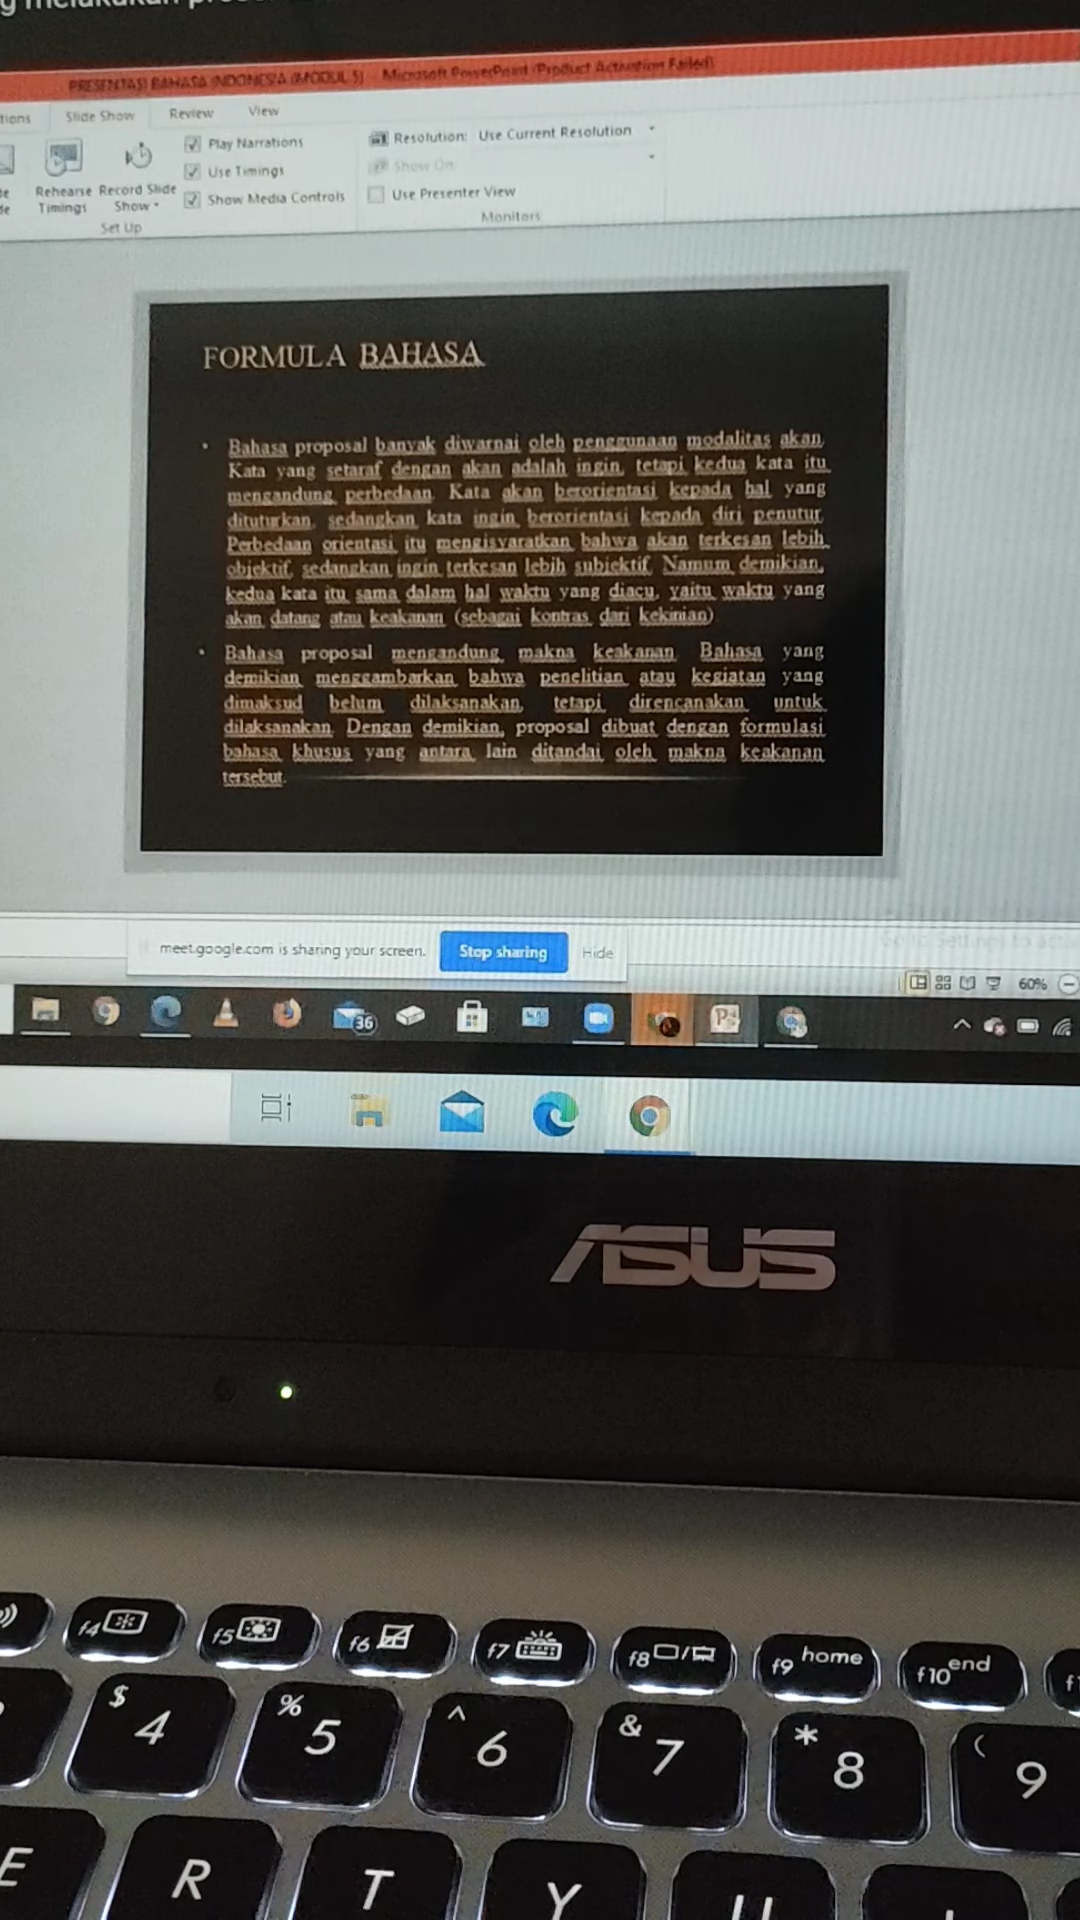 PRESENTASI BAHASA INDONESIA (MODUL 5) - Microsoft PowerPoint (Product Activation Failed)
Slide Show Review View
Play Narrations
Use Timings
Show Media Controls
Rehearse Timings
Record Slide Show
Set Up
Resolution: Use Current Resolution
Show On:
Use Presenter View
Monitors
FORMULA BAHASA
• Bahasa proposal banyak diwarnai oleh penggunaan modalitas akan.
Kata yang setaraf dengan akan adalah ingin, tetapi kedua kata itu
mengandung perbedaan. Kata akan berorientasi kepada hal yang
dituturkan, sedangkan kata ingin berorientasi kepada diri penutur.
Perbedaan orientasi itu mengisyaratkan bahwa akan terkesan lebih
objektif, sedangkan ingin terkesan lebih subjektif. Namum demikian,
kedua kata itu sama dalam hal waktu yang diacu, yaitu waktu yang
akan datang atau keakanan (sebagai kontras dari kekinian)
• Bahasa proposal mengandung makna keakanan. Bahasa yang
demikian menggambarkan bahwa penelitian atau kegiatan yang
dimaksud belum dilaksanakan, tetapi direncanakan untuk
dilaksanakan. Dengan demikian, proposal dibuat dengan formulasi
bahasa khusus yang antara lain ditandai oleh makna keakanan
tersebut.
meet.google.com is sharing your screen. Stop sharing Hide
60%
36
ASUS
f4 f5 f6 f7 f8 f9 home f10 end
$ 4 % 5 ^ 6 & 7 * 8 ( 9
E R T Y U